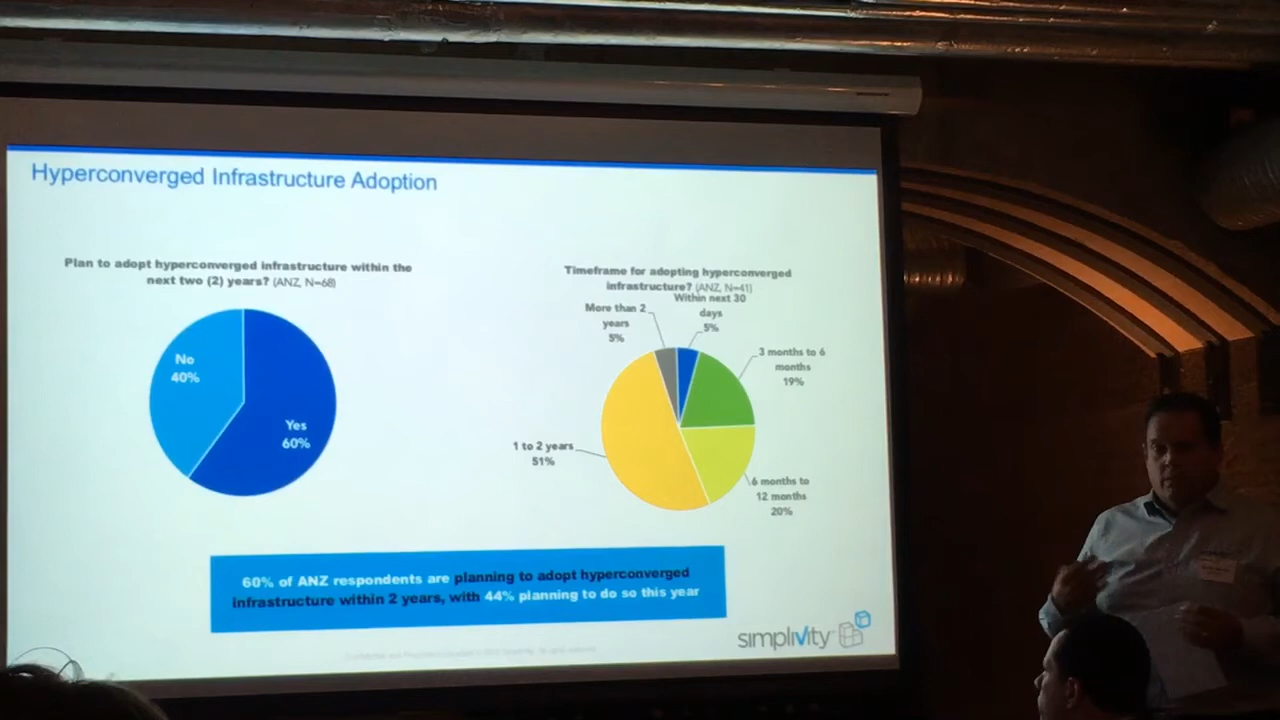 Hyperconverged Infrastructure Adoption
Plan to adopt hyperconverged infrastructure within the
next two (2) years? (ANZ, N=68)
No
40%
Yes
60%
Timeframe for adopting hyperconverged
infrastructure? (ANZ, N=41)
Within next 30
days
5%
More than 2
years
5%
3 months to 6
months
19%
1 to 2 years
51%
6 months to
12 months
20%
60% of ANZ respondents are planning to adopt hyperconverged
infrastructure within 2 years, with 44% planning to do so this year
simplivity